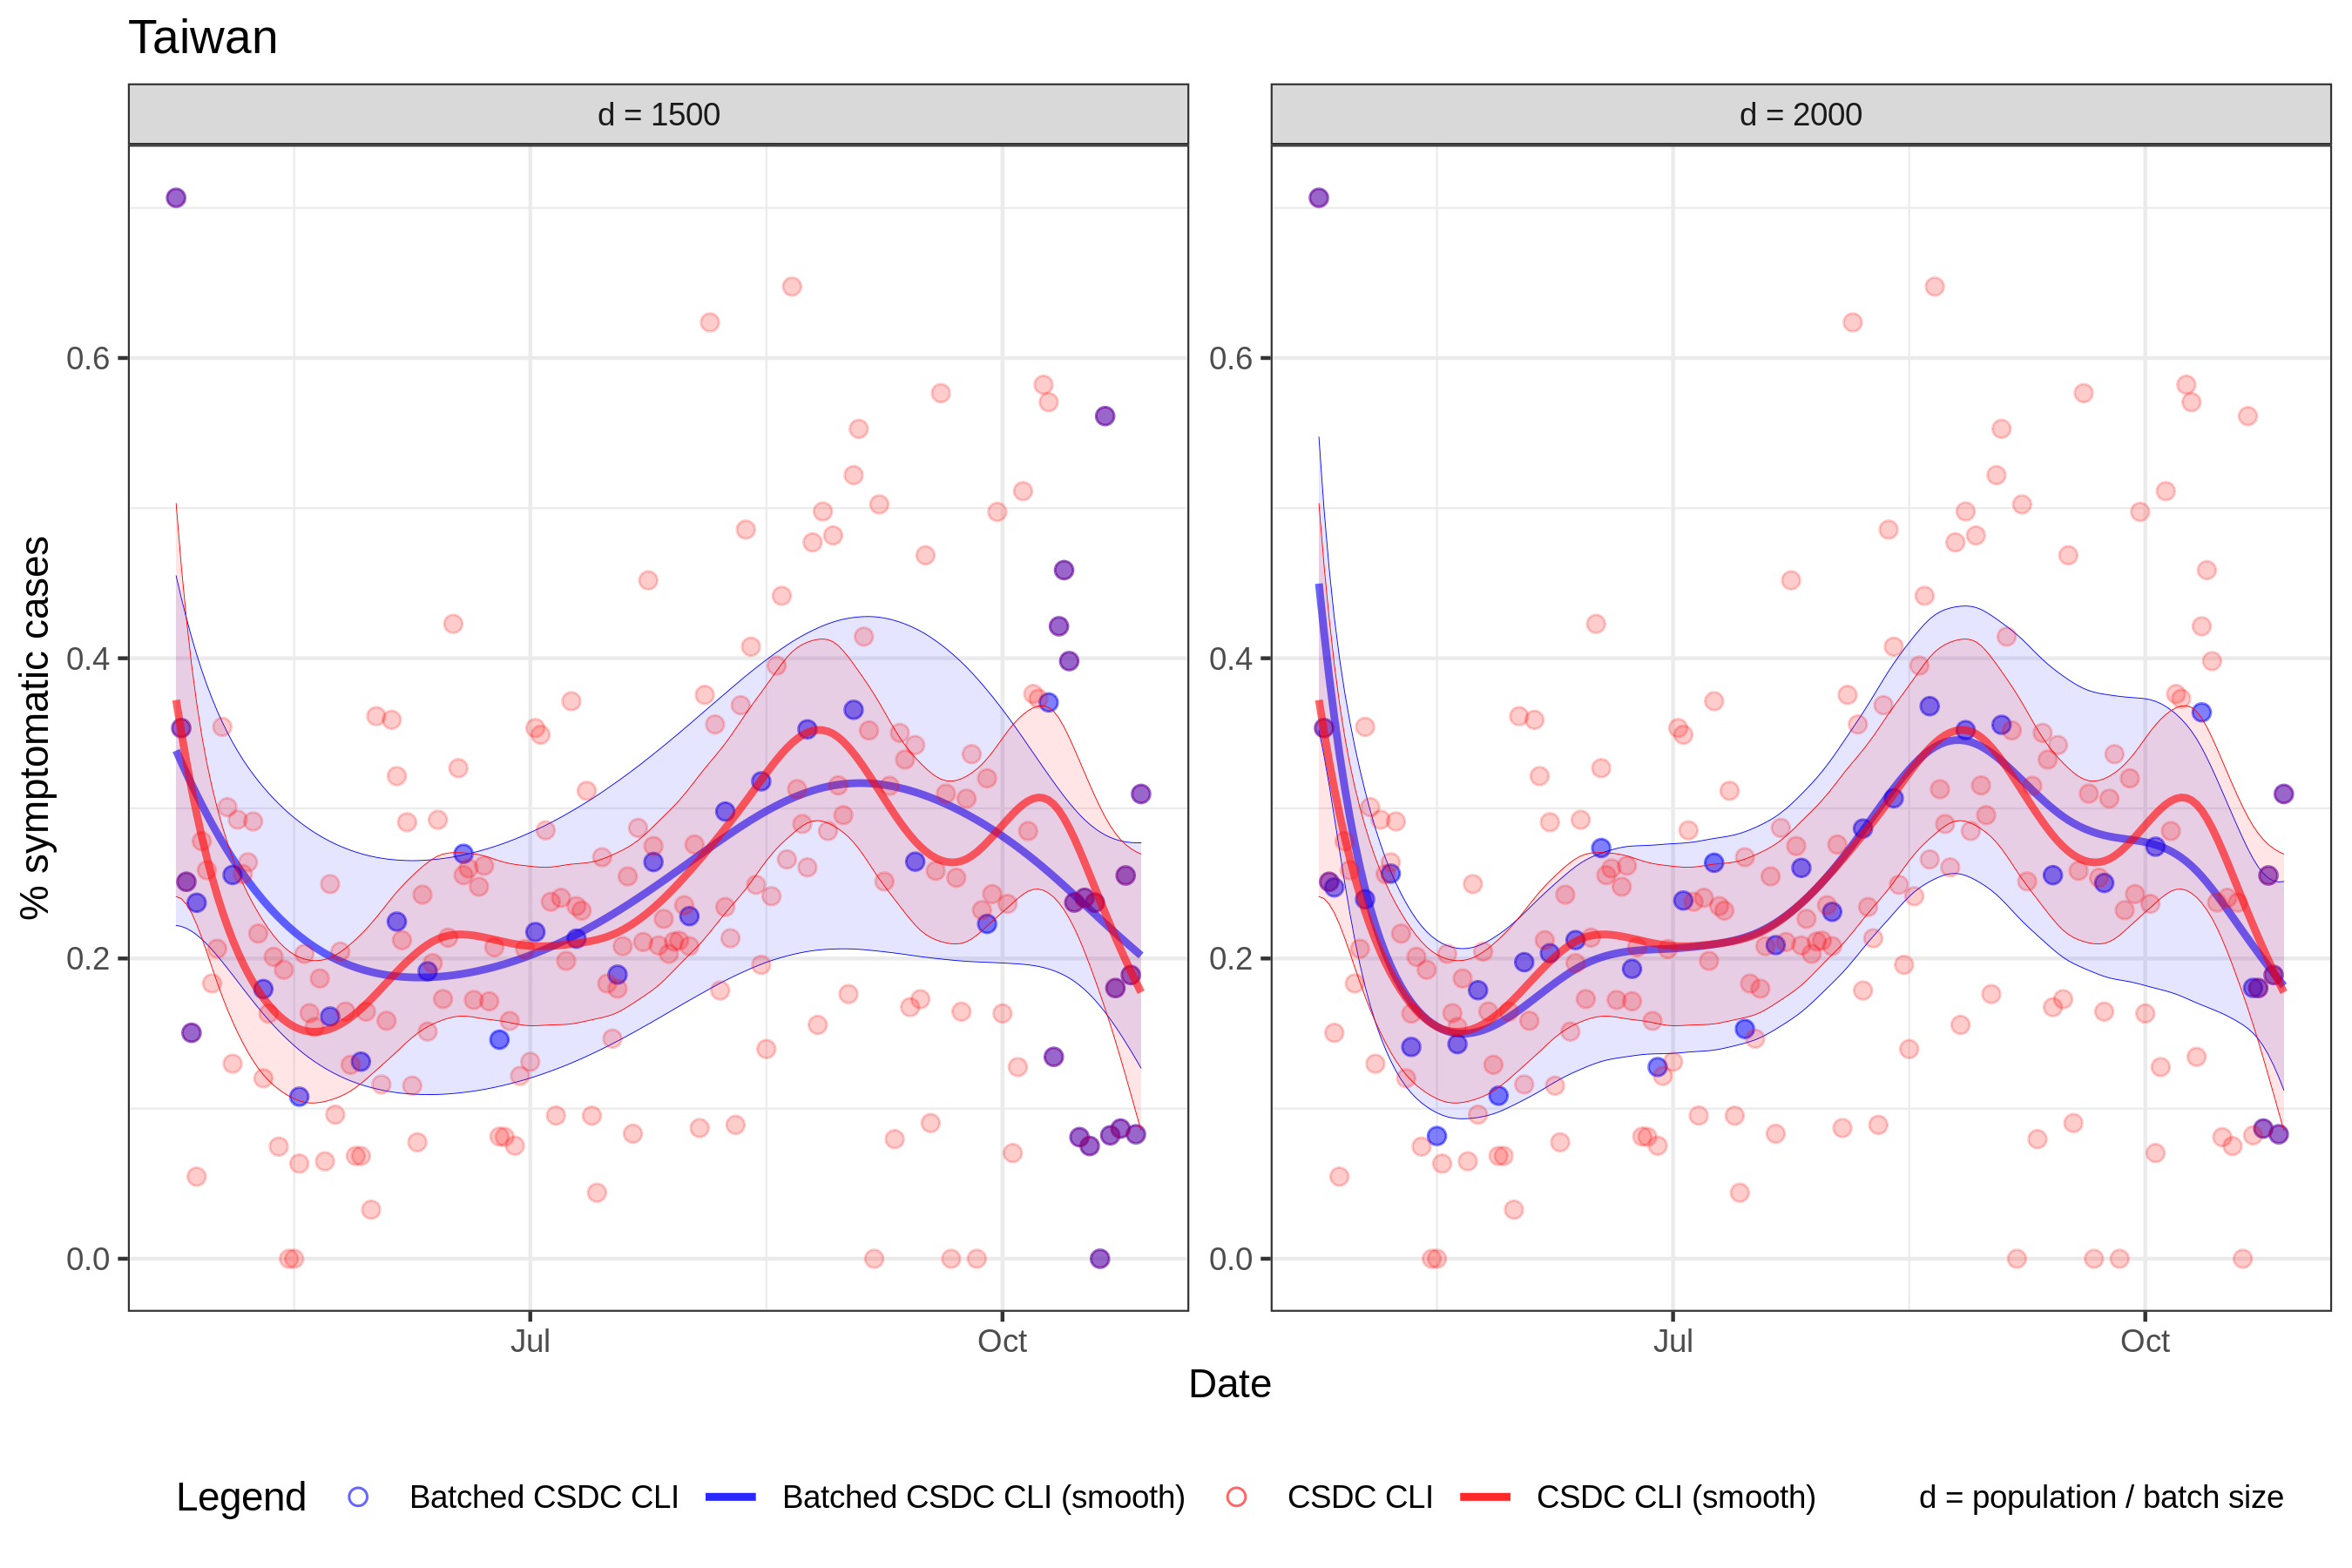 Taiwan
d = 1500
d = 2000
% symptomatic cases
0.6
0.4
0.2
0.0
0.6
0.4
0.2
0.0
Jul
Oct
Jul
Oct
Date
Legend
Batched CSDC CLI
Batched CSDC CLI (smooth)
CSDC CLI
CSDC CLI (smooth)
d = population / batch size